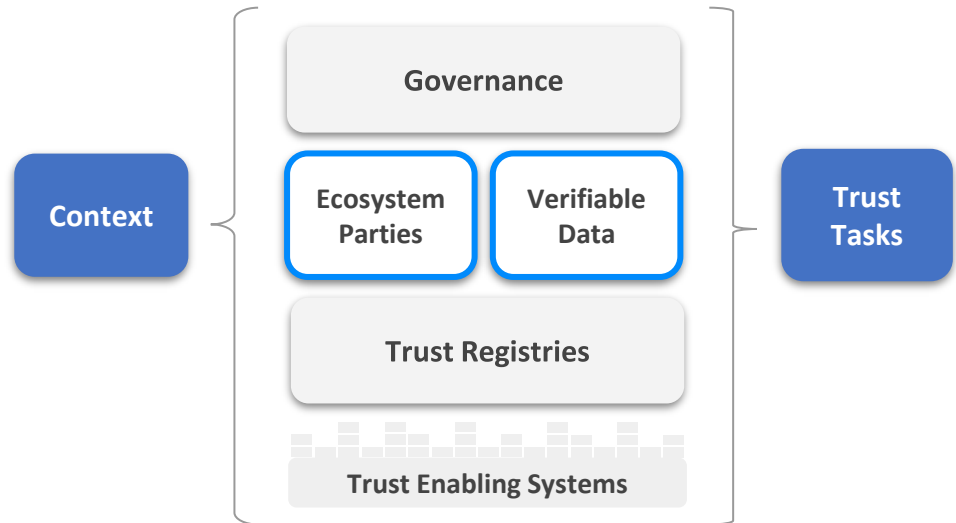 Governance
Context
Ecosystem
Parties
Verifiable
Data
Trust
Tasks
Trust Registries
Trust Enabling Systems